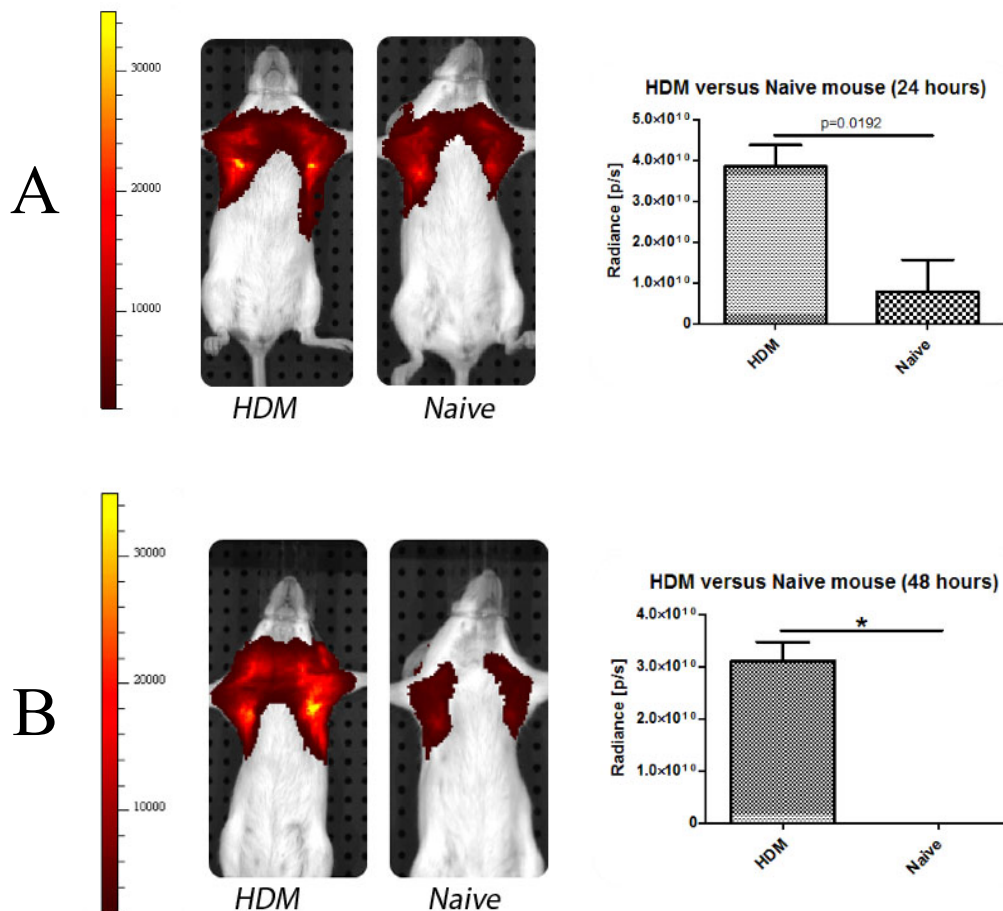 A
30000
20000
10000
HDM
Naive
HDM versus Naive mouse (24 hours)
p=0.0192
Radiance [p/s]
5.0×10¹⁰
4.0×10¹⁰
3.0×10¹⁰
2.0×10¹⁰
1.0×10¹⁰
0
HDM
Naive
B
30000
20000
10000
HDM
Naive
HDM versus Naive mouse (48 hours)
*
Radiance [p/s]
4.0×10¹⁰
3.0×10¹⁰
2.0×10¹⁰
1.0×10¹⁰
0
HDM
Naive